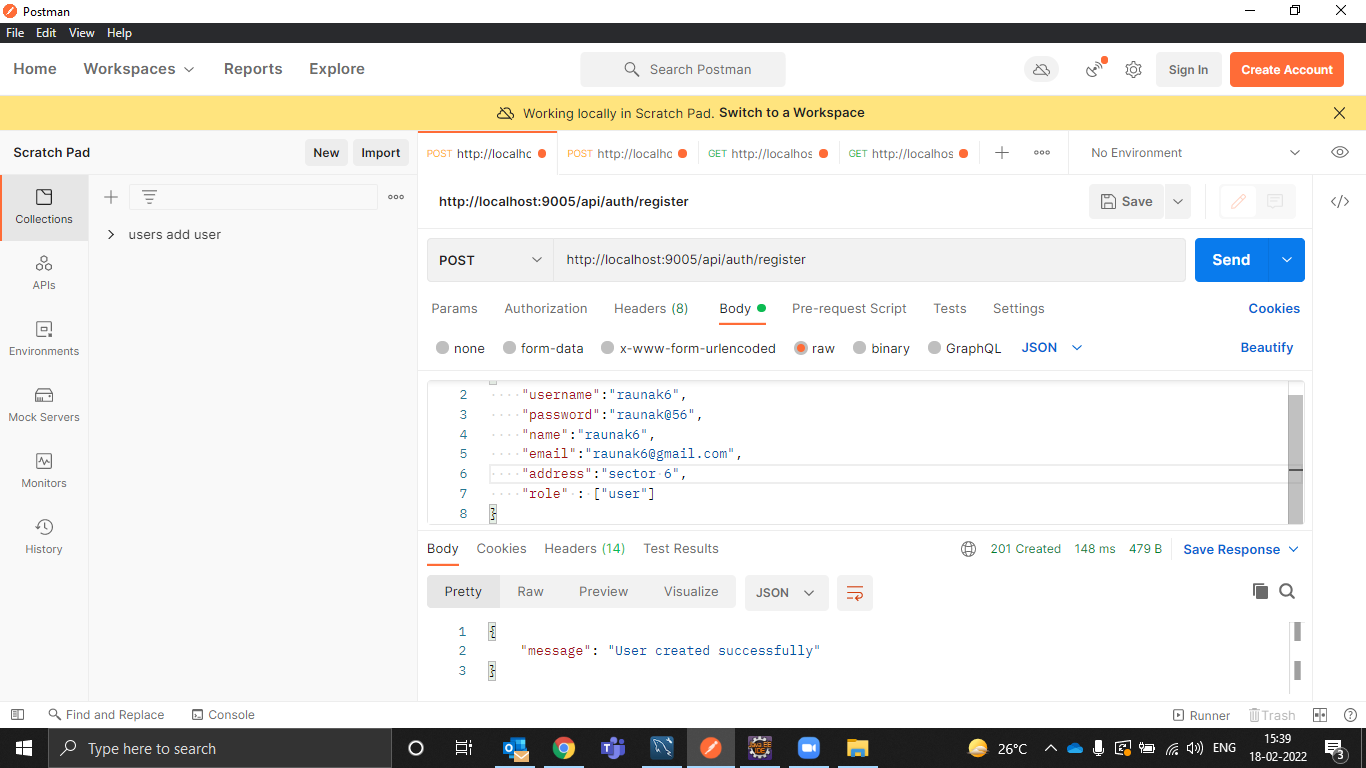 Postman
File Edit View Help
Home Workspaces Reports Explore Search Postman Sign In Create Account
Working locally in Scratch Pad. Switch to a Workspace
Scratch Pad New Import POST http://localhc POST http://localhc GET http://localhos GET http://localhos No Environment
Collections
APIs
Environments
Mock Servers
Monitors
History
users add user
http://localhost:9005/api/auth/register Save
POST http://localhost:9005/api/auth/register Send
Params Authorization Headers (8) Body Pre-request Script Tests Settings Cookies
none form-data x-www-form-urlencoded raw binary GraphQL JSON Beautify
2 "username":"raunak6",
3 "password":"raunak@56",
4 "name":"raunak6",
5 "email":"raunak6@gmail.com",
6 "address":"sector 6",
7 "role" : ["user"]
8 }
Body Cookies Headers (14) Test Results 201 Created 148 ms 479 B Save Response
Pretty Raw Preview Visualize JSON
1 {
2 "message": "User created successfully"
3 }
Find and Replace Console Runner Trash
Type here to search 26°C ENG 15:39
18-02-2022 3